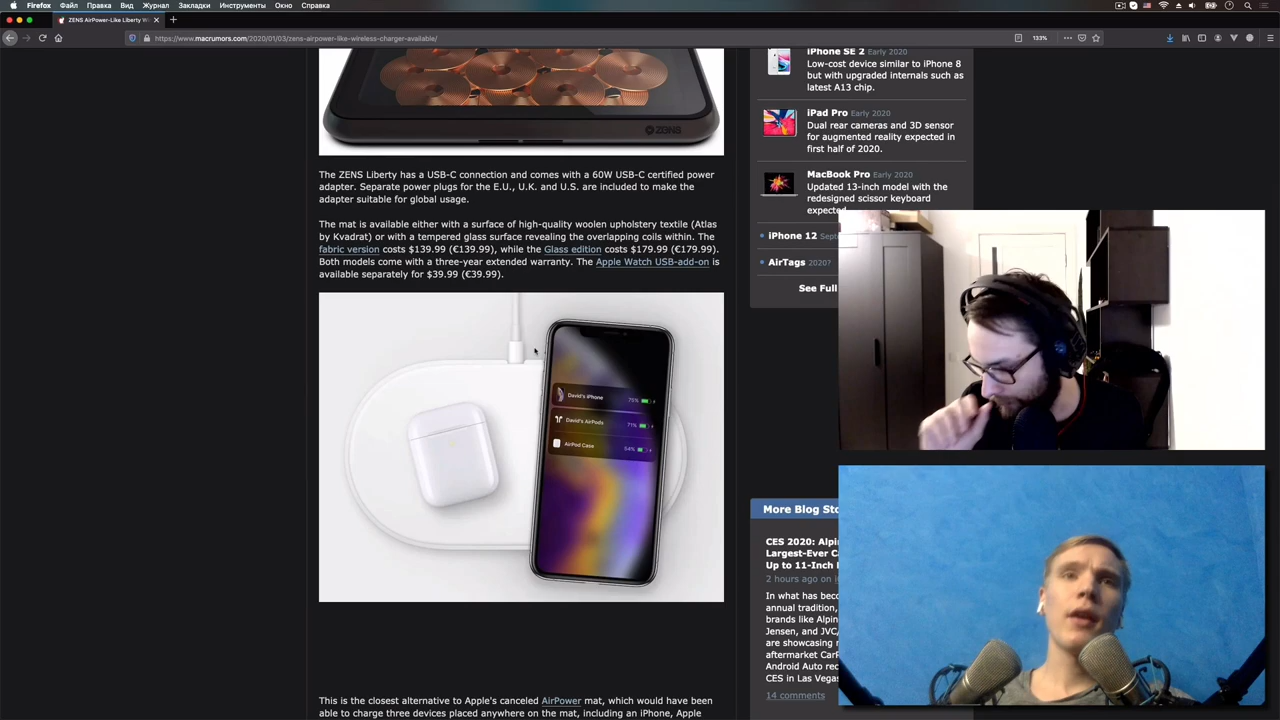 Firefox Файл Правка Вид Журнал Закладки Инструменты Окно Справка
ZENS AirPower-Like Liberty Wi
https://www.macrumors.com/2020/01/03/zens-airpower-like-wireless-charger-available/
133%
ZENS
The ZENS Liberty has a USB-C connection and comes with a 60W USB-C certified power
adapter. Separate power plugs for the E.U., U.K. and U.S. are included to make the
adapter suitable for global usage.
The mat is available either with a surface of high-quality woolen upholstery textile (Atlas
by Kvadrat) or with a tempered glass surface revealing the overlapping coils within. The
fabric version costs $139.99 (€139.99), while the Glass edition costs $179.99 (€179.99).
Both models come with a three-year extended warranty. The Apple Watch USB-add-on is
available separately for $39.99 (€39.99).
David's iPhone 75%
David's AirPods 71%
AirPod Case 54%
This is the closest alternative to Apple's canceled AirPower mat, which would have been
able to charge three devices placed anywhere on the mat, including an iPhone, Apple
iPhone SE 2 Early 2020
Low-cost device similar to iPhone 8
but with upgraded internals such as
latest A13 chip.
iPad Pro Early 2020
Dual rear cameras and 3D sensor
for augmented reality expected in
first half of 2020.
MacBook Pro Early 2020
Updated 13-inch model with the
redesigned scissor keyboard
expected.
iPhone 12 Sept
AirTags 2020?
See Full
More Blog Sto
CES 2020: Alpin
Largest-Ever C
Up to 11-Inch
2 hours ago on
In what has beco
annual tradition,
brands like Alpin
Jensen, and JVC/
are showcasing
aftermarket CarP
Android Auto rec
CES in Las Vegas
14 comments